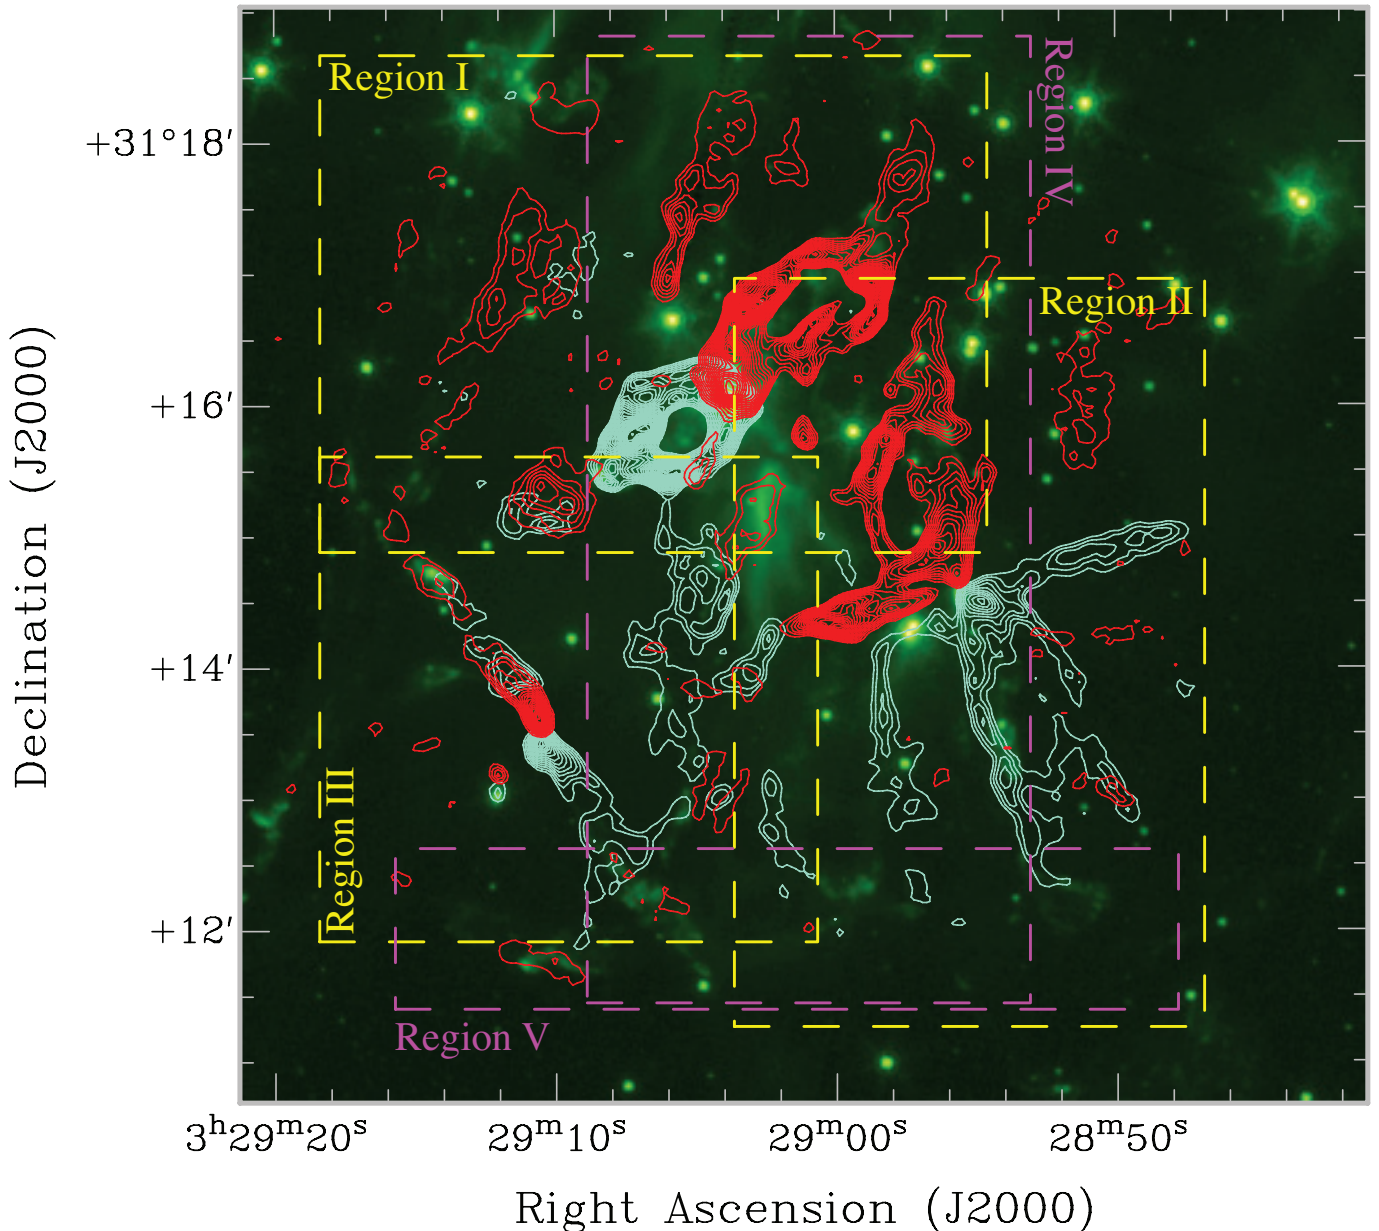 Region I
Region IV
+31°18′
Region II
+16′
Declination (J2000)
+14′
Region III
+12′
Region V
3ʰ29ᵐ20ˢ 29ᵐ10ˢ 29ᵐ00ˢ 28ᵐ50ˢ
Right Ascension (J2000)